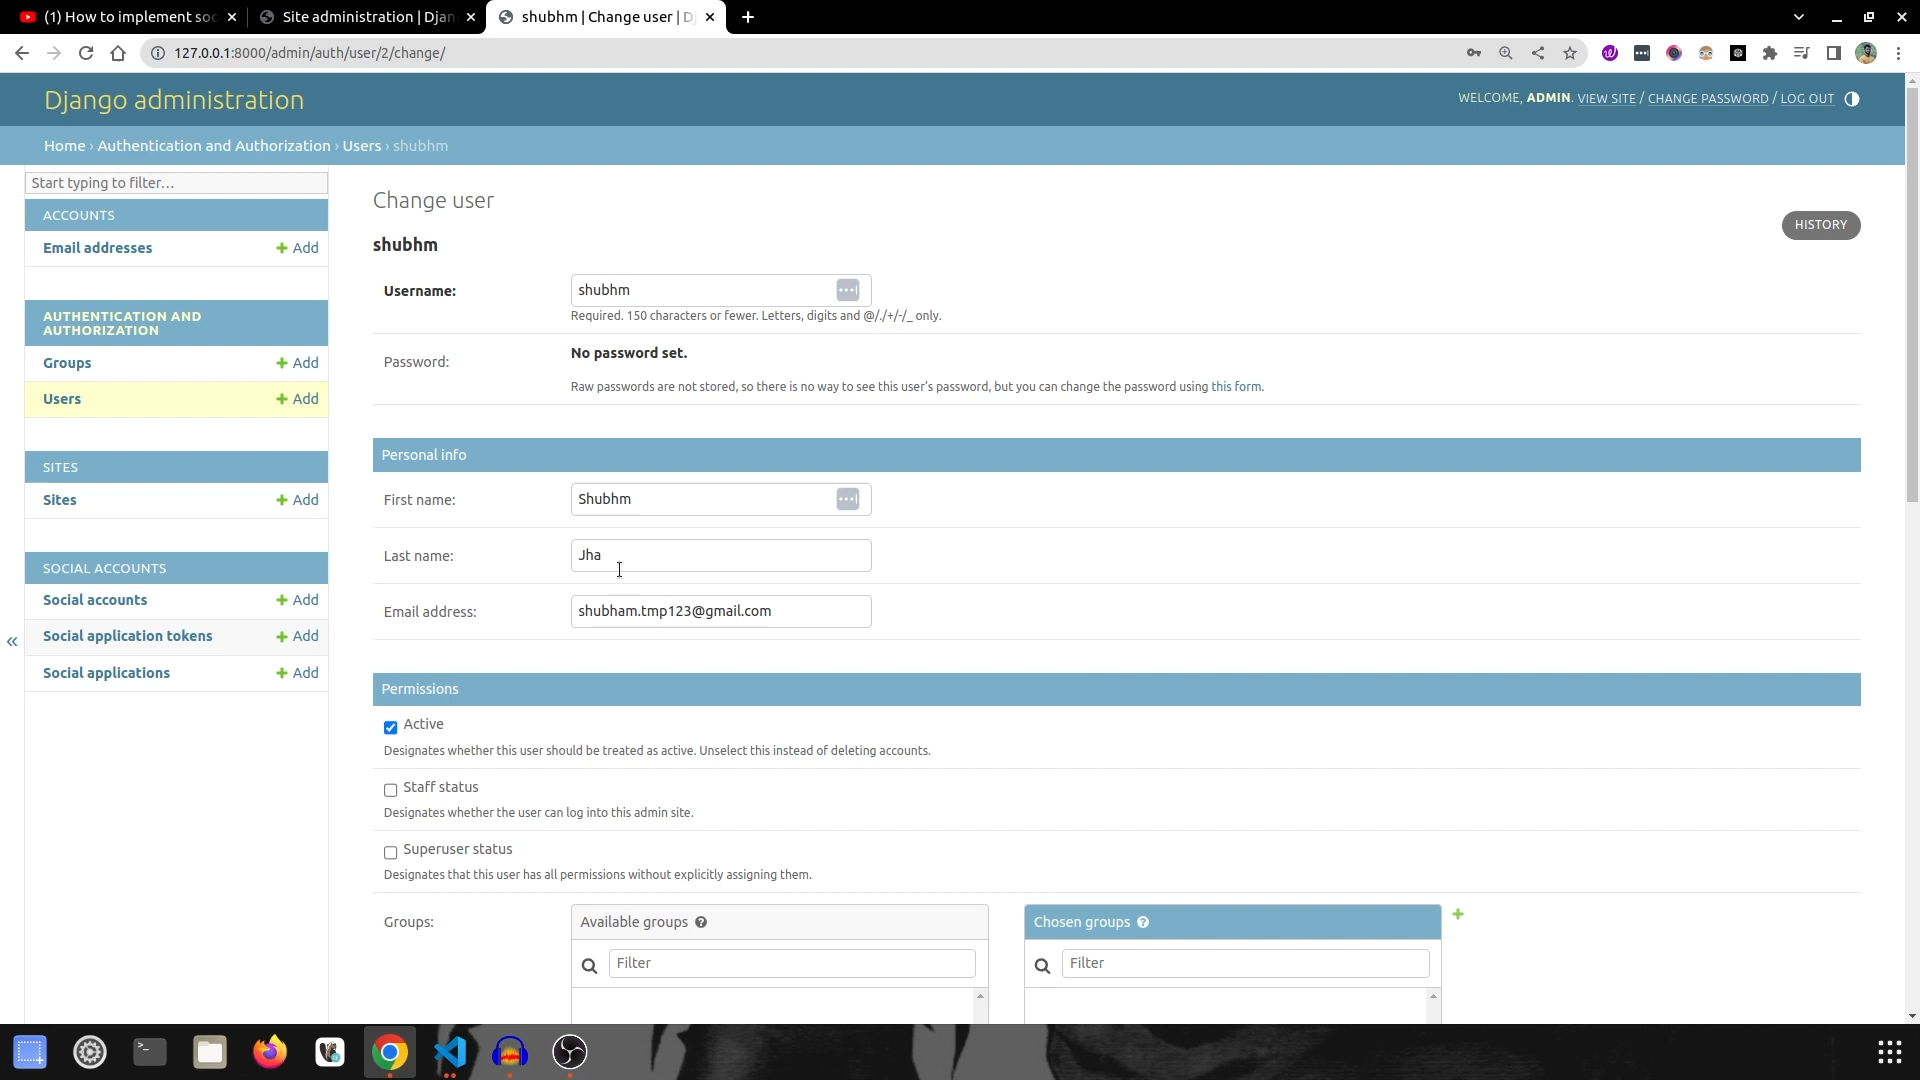 (1) How to implement soc
Site administration | Djan
shubhm | Change user | D
127.0.0.1:8000/admin/auth/user/2/change/
Django administration
WELCOME, ADMIN. VIEW SITE / CHANGE PASSWORD / LOG OUT
Home › Authentication and Authorization › Users › shubhm
Start typing to filter…
ACCOUNTS
Email addresses + Add
AUTHENTICATION AND
AUTHORIZATION
Groups + Add
Users + Add
SITES
Sites + Add
SOCIAL ACCOUNTS
Social accounts + Add
Social application tokens + Add
Social applications + Add
«
Change user
HISTORY
shubhm
Username: shubhm
Required. 150 characters or fewer. Letters, digits and @/./+/-/_ only.
Password: No password set.
Raw passwords are not stored, so there is no way to see this user’s password, but you can change the password using this form.
Personal info
First name: Shubhm
Last name: Jha
Email address: shubham.tmp123@gmail.com
Permissions
Active
Designates whether this user should be treated as active. Unselect this instead of deleting accounts.
Staff status
Designates whether the user can log into this admin site.
Superuser status
Designates that this user has all permissions without explicitly assigning them.
Groups: Available groups ? Chosen groups ? +
Filter Filter